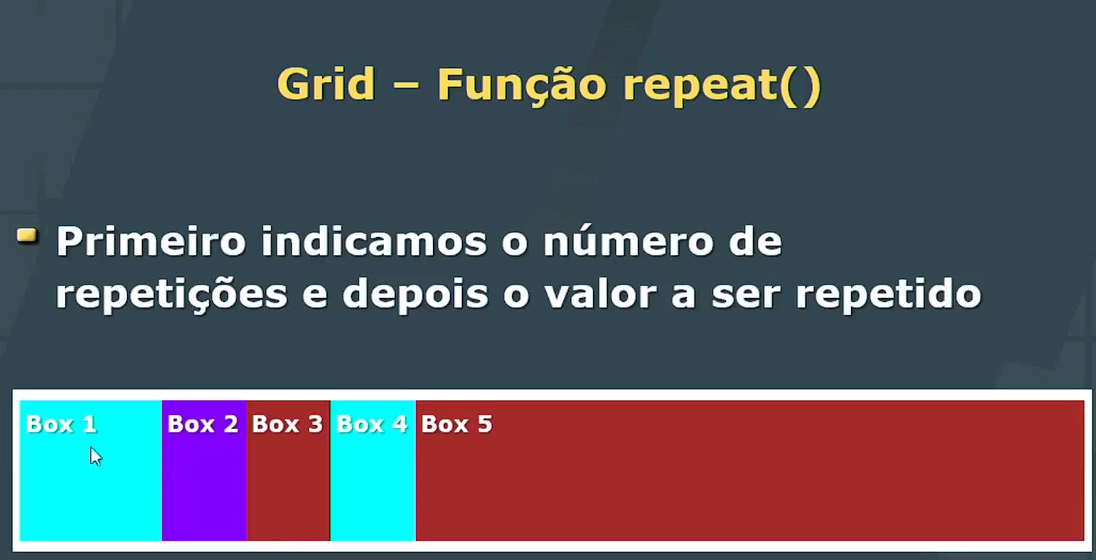 Grid – Função repeat()
Primeiro indicamos o número de
repetições e depois o valor a ser repetido
Box 1 Box 2 Box 3 Box 4 Box 5